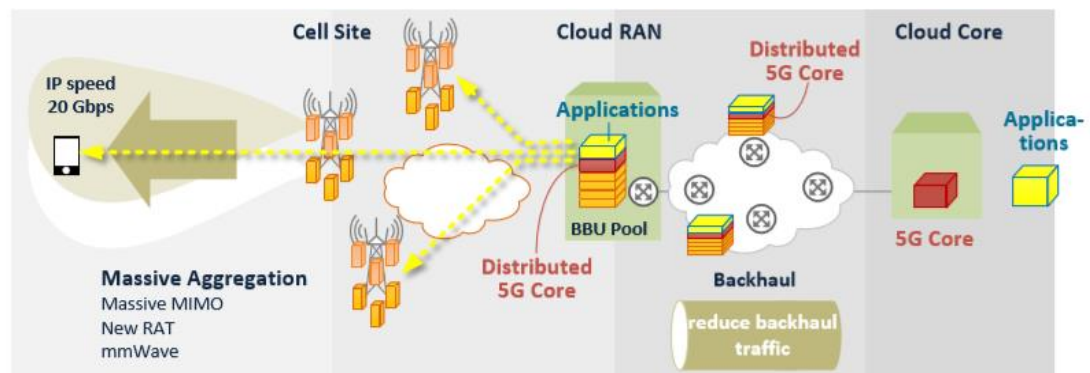 Cell Site
Cloud RAN
Distributed
5G Core
Cloud Core
IP speed
20 Gbps
Applications
Applica-
tions
BBU Pool
5G Core
Distributed
5G Core
Massive Aggregation
Massive MIMO
New RAT
mmWave
Backhaul
reduce backhaul
traffic